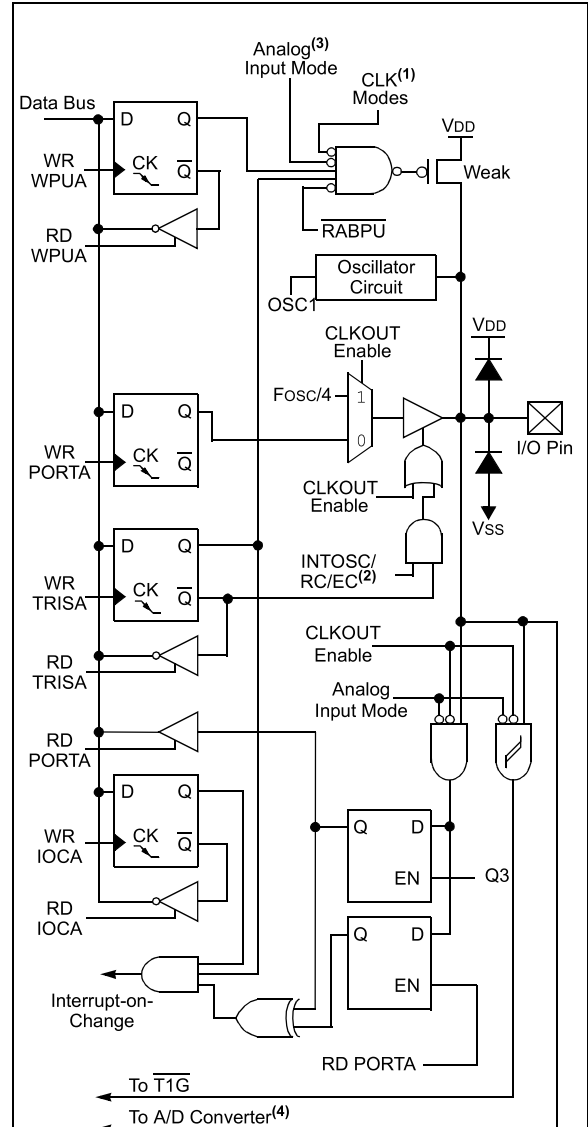 Analog(3)
Input Mode
CLK(1)
Modes
Data Bus
VDD
D Q
WR
WPUA
CK
Q
Weak
RD
WPUA
RABPU
Oscillator
Circuit
OSC1
CLKOUT
Enable
VDD
FOSC/4
1
D Q
0
I/O Pin
WR
PORTA
CK
Q
CLKOUT
Enable
VSS
D Q
INTOSC/
RC/EC(2)
WR
TRISA
CK
Q
CLKOUT
Enable
RD
TRISA
Analog
Input Mode
RD
PORTA
D Q
WR
IOCA
CK
Q
Q D
EN
Q3
RD
IOCA
Q D
EN
Interrupt-on-
Change
RD PORTA
To T1G
To A/D Converter(4)